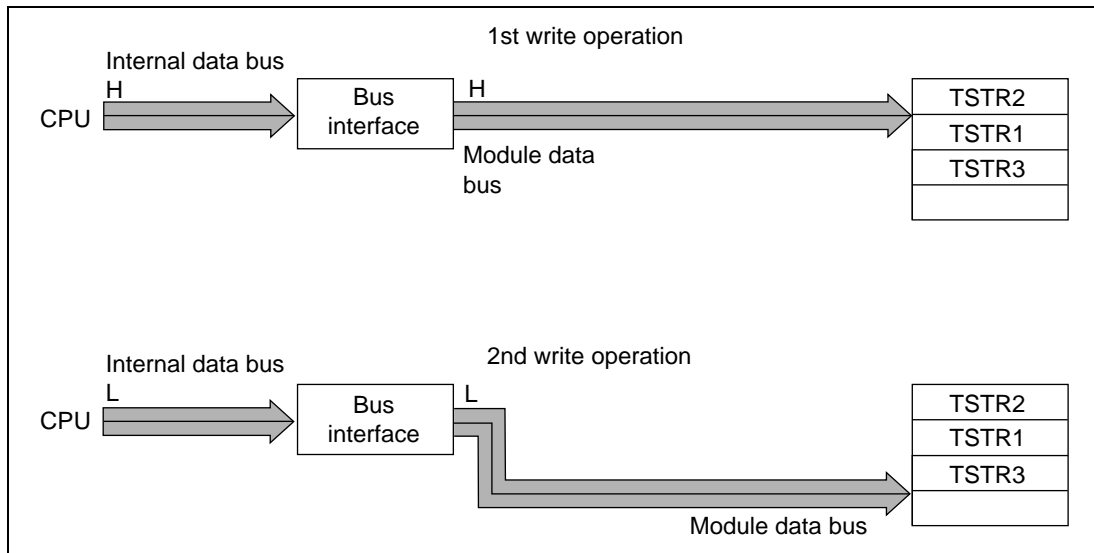 1st write operation
Internal data bus
H
CPU
Bus
interface
H
Module data
bus
TSTR2
TSTR1
TSTR3
2nd write operation
Internal data bus
L
CPU
Bus
interface
L
Module data bus
TSTR2
TSTR1
TSTR3